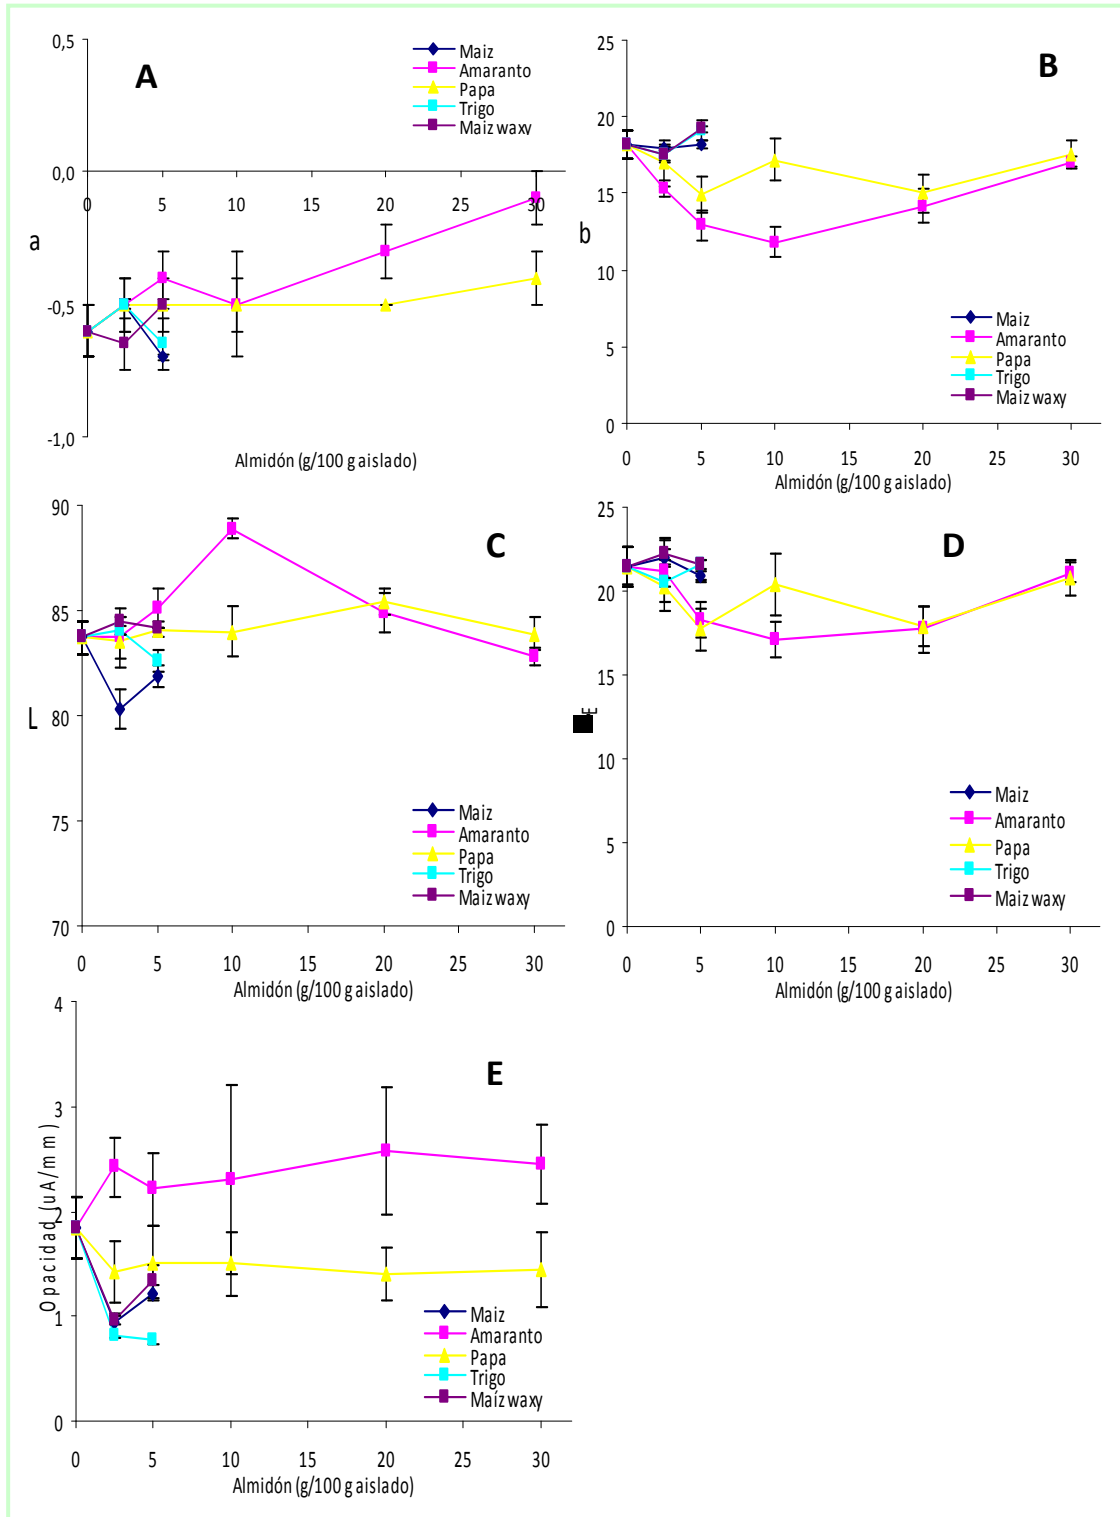 A
0,5
0,0
-0,5
-1,0
0 5 10 15 20 25 30
a
Almidón (g/100 g aislado)
Maiz
Amaranto
Papa
Trigo
Maiz waxy
B
25
20
15
10
5
0
b
0 5 10 15 20 25 30
Almidón (g/100 g aislado)
Maiz
Amaranto
Papa
Trigo
Maiz waxy
C
90
85
80
75
70
L
0 5 10 15 20 25 30
Almidón (g/100 g aislado)
Maiz
Amaranto
Papa
Trigo
Maiz waxy
D
25
20
15
10
5
0
E
0 5 10 15 20 25 30
Almidón (g/100 g aislado)
Maiz
Amaranto
Papa
Trigo
Maiz waxy
E
4
3
2
1
0
Opacidad (uA/mm)
0 5 10 15 20 25 30
Almidón (g/100 g aislado)
Maiz
Amaranto
Papa
Trigo
Maíz waxy